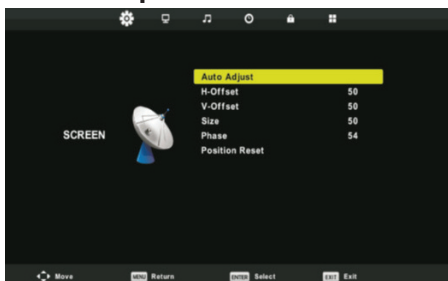 Auto Adjust
H-Offset 50
V-Offset 50
Size 50
SCREEN
Phase 54
Position Reset
Move MENU Return ENTER Select EXIT Exit